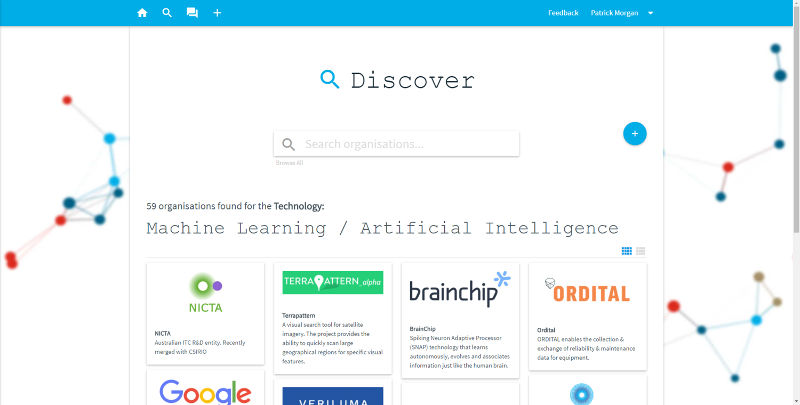 Feedback Patrick Morgan
Discover
Search organisations...
Browse All
59 organisations found for the Technology:
Machine Learning / Artificial Intelligence
NICTA
NICTA
Australian ITC R&D entity. Recently
merged with CSIRIO
TERRAPATTERN alpha
Terrapattern
A visual search tool for satellite
imagery. The project provides the
ability to quickly scan large
geographical regions for specific visual
features.
brainchip
BrainChip
Spiking Neuron Adaptive Processor
(SNAP) technology that learns
autonomously, evolves and associates
information just like the human brain.
ORDITAL
Ordital
ORDITAL enables the collection &
exchange of reliability & maintenance
data for equipment.
Google
VERILUMA